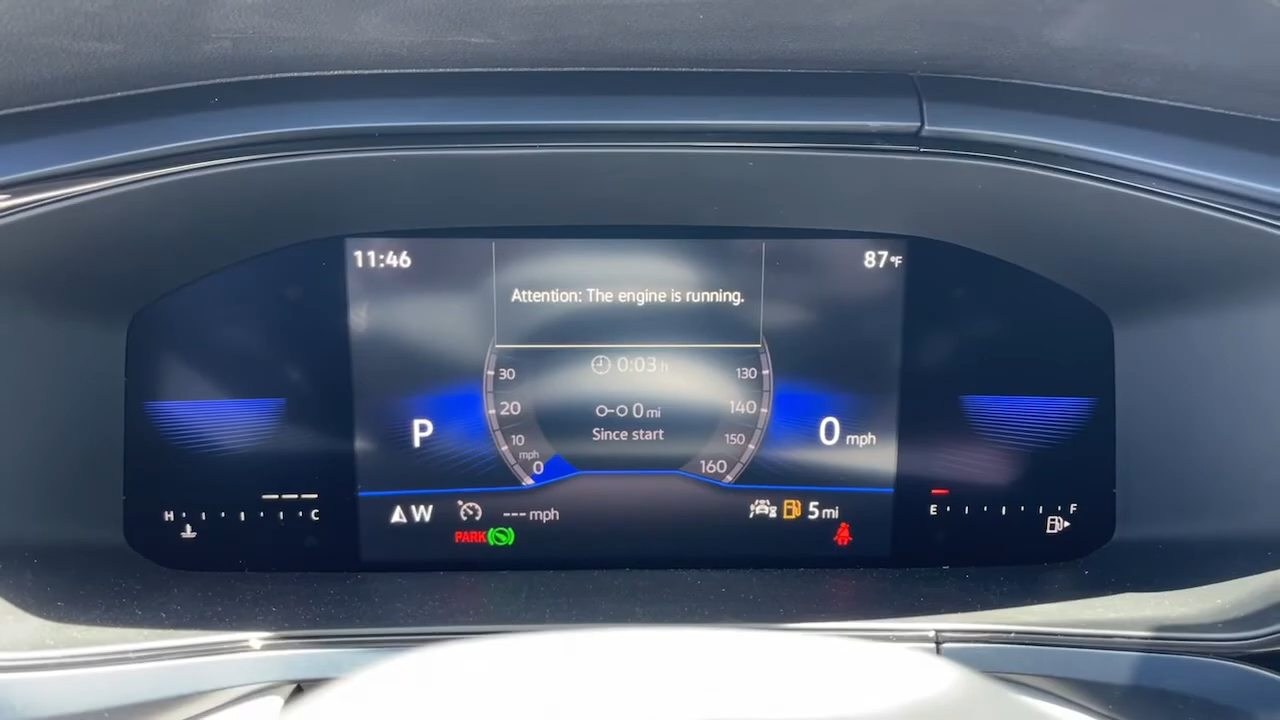 11:46
87°F
Attention: The engine is running.
0:03 h
30
130
20
0 mi
140
P
0 mph
Since start
10
150
mph
0
160
H
C
W
--- mph
5 mi
E
F
PARK